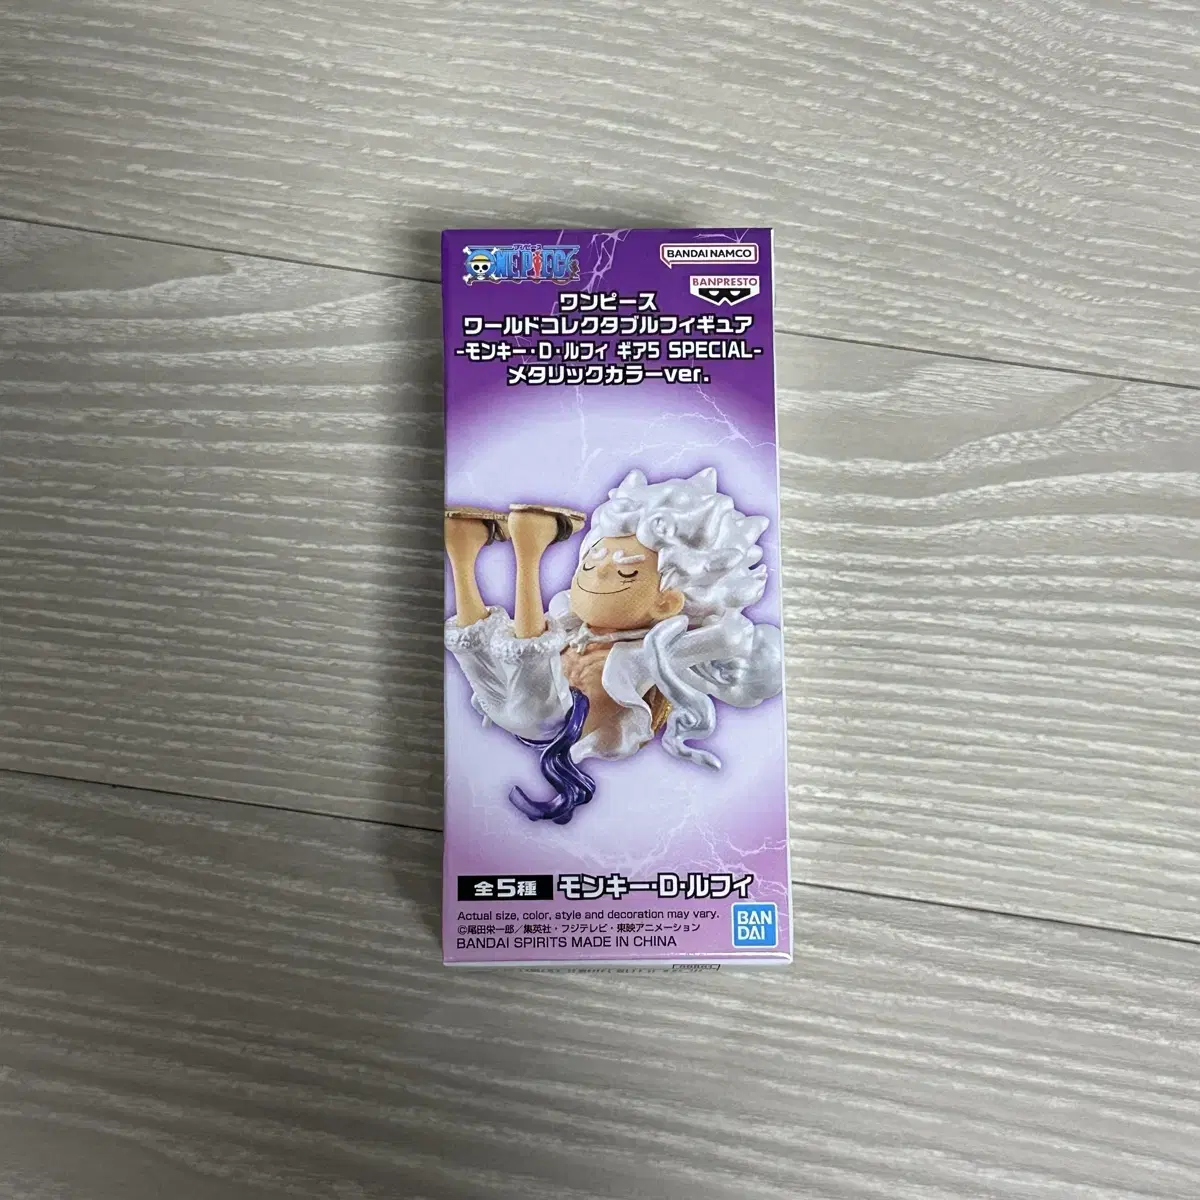 ワンピース
ONE PIECE
BANDAI NAMCO
BANPRESTO
ワンピース
ワールドコレクタブルフィギュア
-モンキー・D・ルフィ ギア5 SPECIAL-
メタリックカラーver.
全5種 モンキー・D・ルフィ
Actual size, color, style and decoration may vary.
©尾田栄一郎／集英社・フジテレビ・東映アニメーション
BANDAI SPIRITS MADE IN CHINA
BAN
DAI